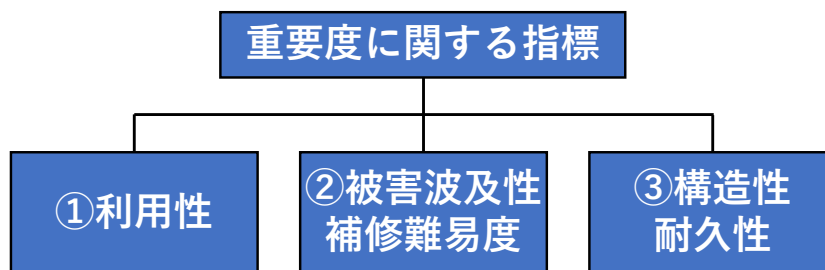 重要度に関する指標
①利用性
②被害波及性
補修難易度
③構造性
耐久性